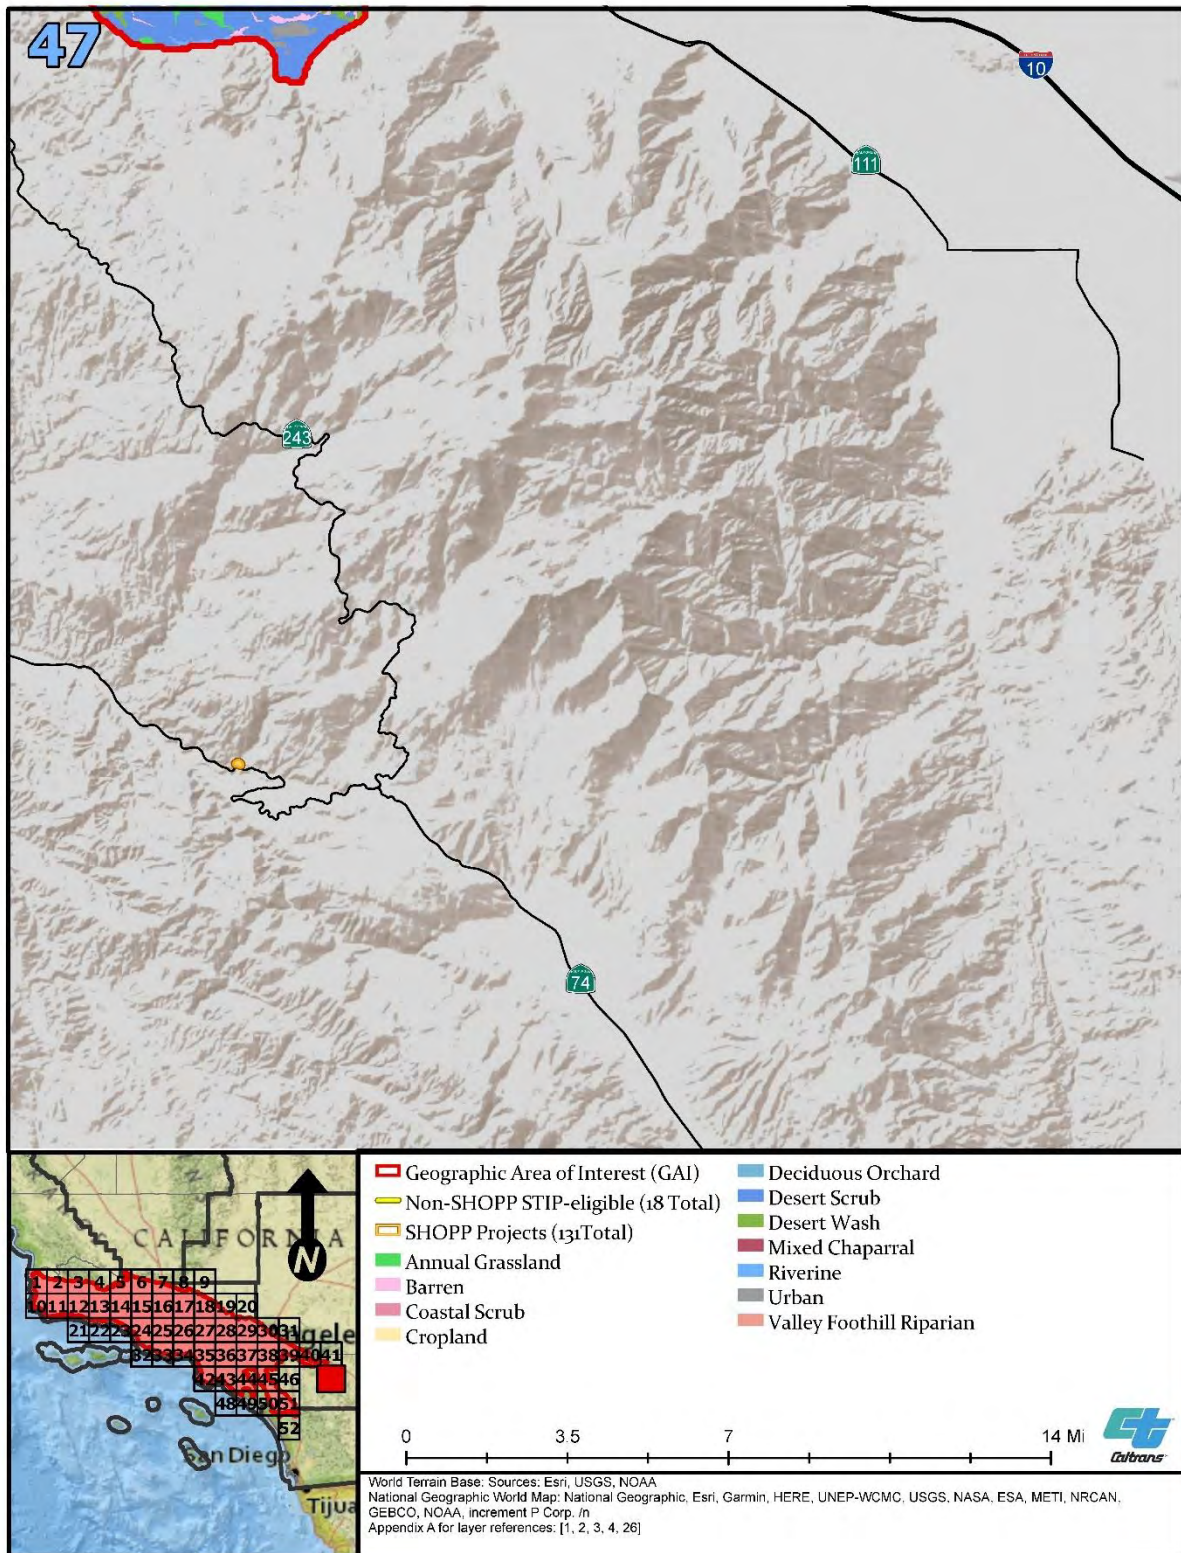 47
10
111
243
74
Geographic Area of Interest (GAI)
Non-SHOPP STIP-eligible (18 Total)
SHOPP Projects (131Total)
Annual Grassland
Barren
Coastal Scrub
Cropland
Deciduous Orchard
Desert Scrub
Desert Wash
Mixed Chaparral
Riverine
Urban
Valley Foothill Riparian
CALIFORNIA
N
1 2 3 4 5 6 7 8 9
10 11 12 13 14 15 16 17 18 19 20
21 22 23 24 25 26 27 28 29 30 31
32 33 34 35 36 37 38 39 40 41
42 43 44 45 46
48 49 50 51
52
San Diego
Tijua
0 3.5 7 14 Mi
Caltrans
World Terrain Base: Sources: Esri, USGS, NOAA
National Geographic World Map: National Geographic, Esri, Garmin, HERE, UNEP-WCMC, USGS, NASA, ESA, METI, NRCAN,
GEBCO, NOAA, increment P Corp. /n
Appendix A for layer references: [1, 2, 3, 4, 26]